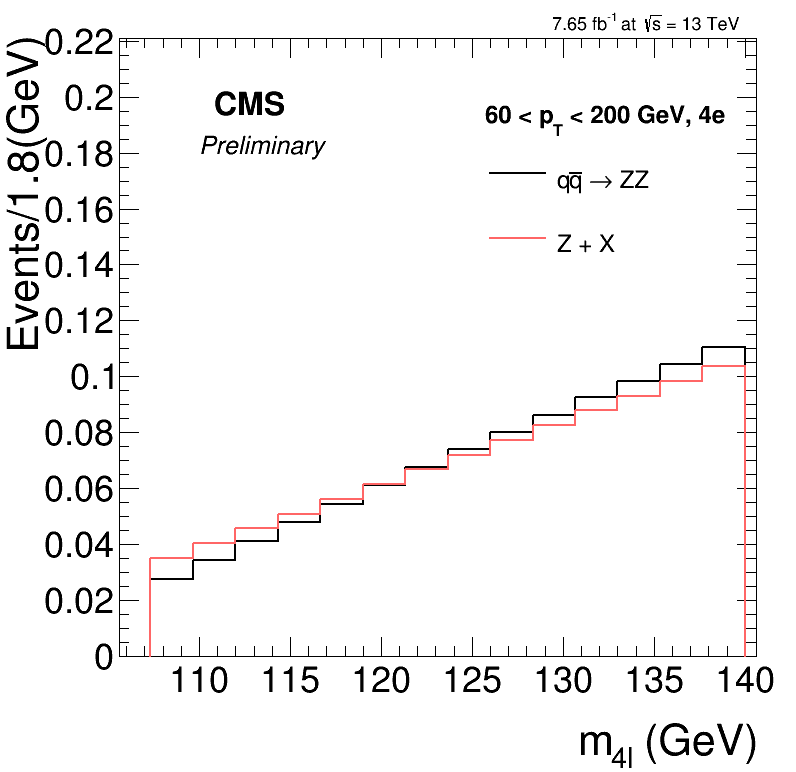 7.65 fb⁻¹ at √s = 13 TeV
CMS
Preliminary
60 < p_T < 200 GeV, 4e
qq̅ → ZZ
Z + X
Events/1.8(GeV)
0.22
0.2
0.18
0.16
0.14
0.12
0.1
0.08
0.06
0.04
0.02
0
110 115 120 125 130 135 140
m_4l (GeV)